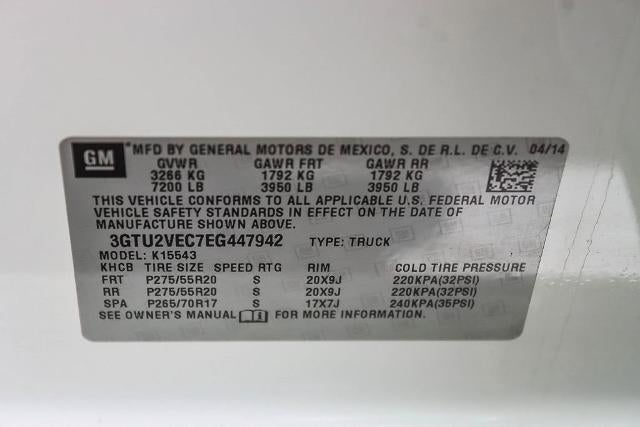 GM *MFD BY GENERAL MOTORS DE MEXICO, S. DE R.L. DE C.V. 04/14
GVWR GAWR FRT GAWR RR
3266 KG 1792 KG 1792 KG
7200 LB 3950 LB 3950 LB
THIS VEHICLE CONFORMS TO ALL APPLICABLE U.S. FEDERAL MOTOR
VEHICLE SAFETY STANDARDS IN EFFECT ON THE DATE OF
MANUFACTURE SHOWN ABOVE.
3GTU2VEC7EG447942 TYPE: TRUCK
MODEL: K15543
KHCB TIRE SIZE SPEED RTG RIM COLD TIRE PRESSURE
FRT P275/55R20 S 20X9J 220KPA(32PSI)
RR P275/55R20 S 20X9J 220KPA(32PSI)
SPA P265/70R17 S 17X7J 240KPA(35PSI)
SEE OWNER'S MANUAL FOR MORE INFORMATION.